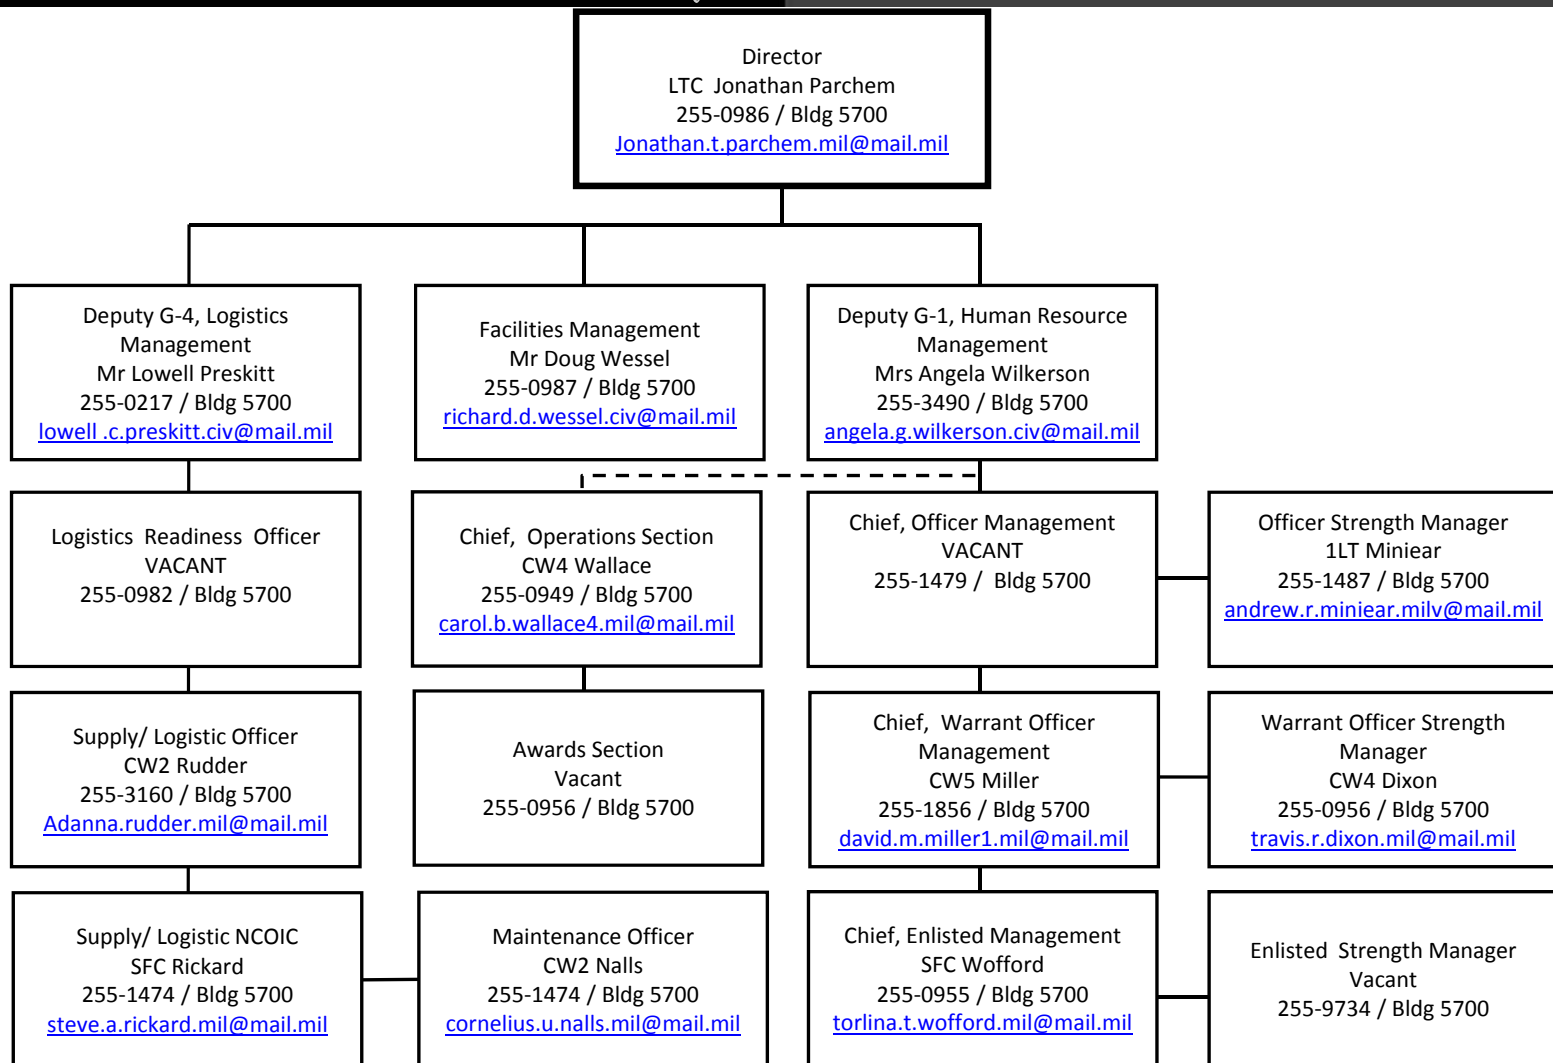 Director
LTC Jonathan Parchem
255-0986 / Bldg 5700
Jonathan.t.parchem.mil@mail.mil
Deputy G-4, Logistics
Management
Mr Lowell Preskitt
255-0217 / Bldg 5700
lowell .c.preskitt.civ@mail.mil
Facilities Management
Mr Doug Wessel
255-0987 / Bldg 5700
richard.d.wessel.civ@mail.mil
Deputy G-1, Human Resource
Management
Mrs Angela Wilkerson
255-3490 / Bldg 5700
angela.g.wilkerson.civ@mail.mil
Logistics Readiness Officer
VACANT
255-0982 / Bldg 5700
Chief, Operations Section
CW4 Wallace
255-0949 / Bldg 5700
carol.b.wallace4.mil@mail.mil
Chief, Officer Management
VACANT
255-1479 / Bldg 5700
Officer Strength Manager
1LT Miniear
255-1487 / Bldg 5700
andrew.r.miniear.milv@mail.mil
Supply/ Logistic Officer
CW2 Rudder
255-3160 / Bldg 5700
Adanna.rudder.mil@mail.mil
Awards Section
Vacant
255-0956 / Bldg 5700
Chief, Warrant Officer
Management
CW5 Miller
255-1856 / Bldg 5700
david.m.miller1.mil@mail.mil
Warrant Officer Strength
Manager
CW4 Dixon
255-0956 / Bldg 5700
travis.r.dixon.mil@mail.mil
Supply/ Logistic NCOIC
SFC Rickard
255-1474 / Bldg 5700
steve.a.rickard.mil@mail.mil
Maintenance Officer
CW2 Nalls
255-1474 / Bldg 5700
cornelius.u.nalls.mil@mail.mil
Chief, Enlisted Management
SFC Wofford
255-0955 / Bldg 5700
torlina.t.wofford.mil@mail.mil
Enlisted Strength Manager
Vacant
255-9734 / Bldg 5700